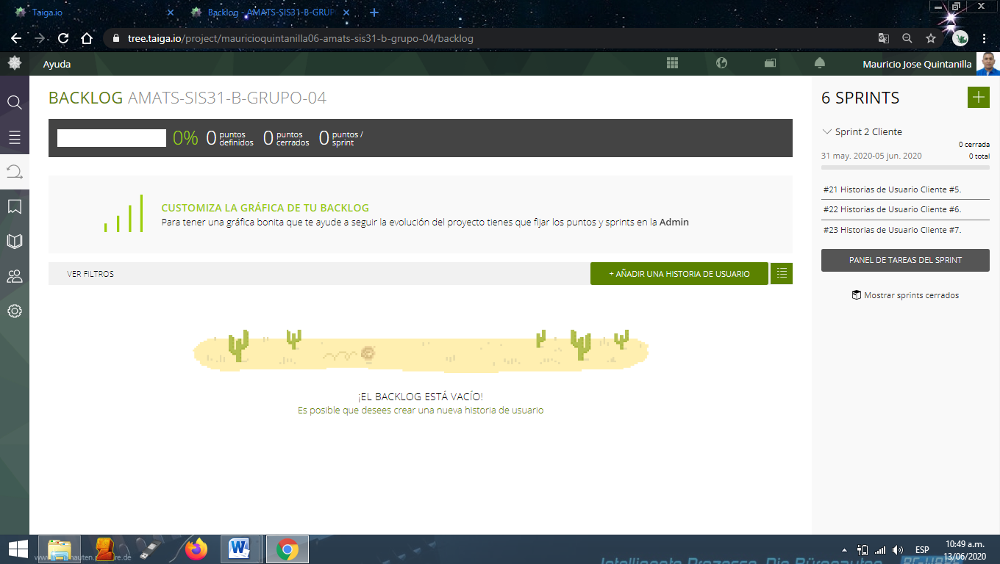 Taiga.io
Backlog - AMATS-SIS31-B-GRUP
tree.taiga.io/project/mauricioquintanilla06-amats-sis31-b-grupo-04/backlog
Ayuda
Mauricio Jose Quintanilla
BACKLOG AMATS-SIS31-B-GRUPO-04
0% 0 puntos definidos 0 puntos cerrados 0 puntos / sprint
CUSTOMIZA LA GRÁFICA DE TU BACKLOG
Para tener una gráfica bonita que te ayude a seguir la evolución del proyecto tienes que fijar los puntos y sprints en la Admin
VER FILTROS
+ AÑADIR UNA HISTORIA DE USUARIO
¡EL BACKLOG ESTÁ VACÍO!
Es posible que desees crear una nueva historia de usuario
6 SPRINTS
Sprint 2 Cliente
0 cerrada
31 may. 2020-05 jun. 2020
0 total
#21 Historias de Usuario Cliente #5.
#22 Historias de Usuario Cliente #6.
#23 Historias de Usuario Cliente #7.
PANEL DE TAREAS DEL SPRINT
Mostrar sprints cerrados
ESP
10:49 a.m.
13/06/2020